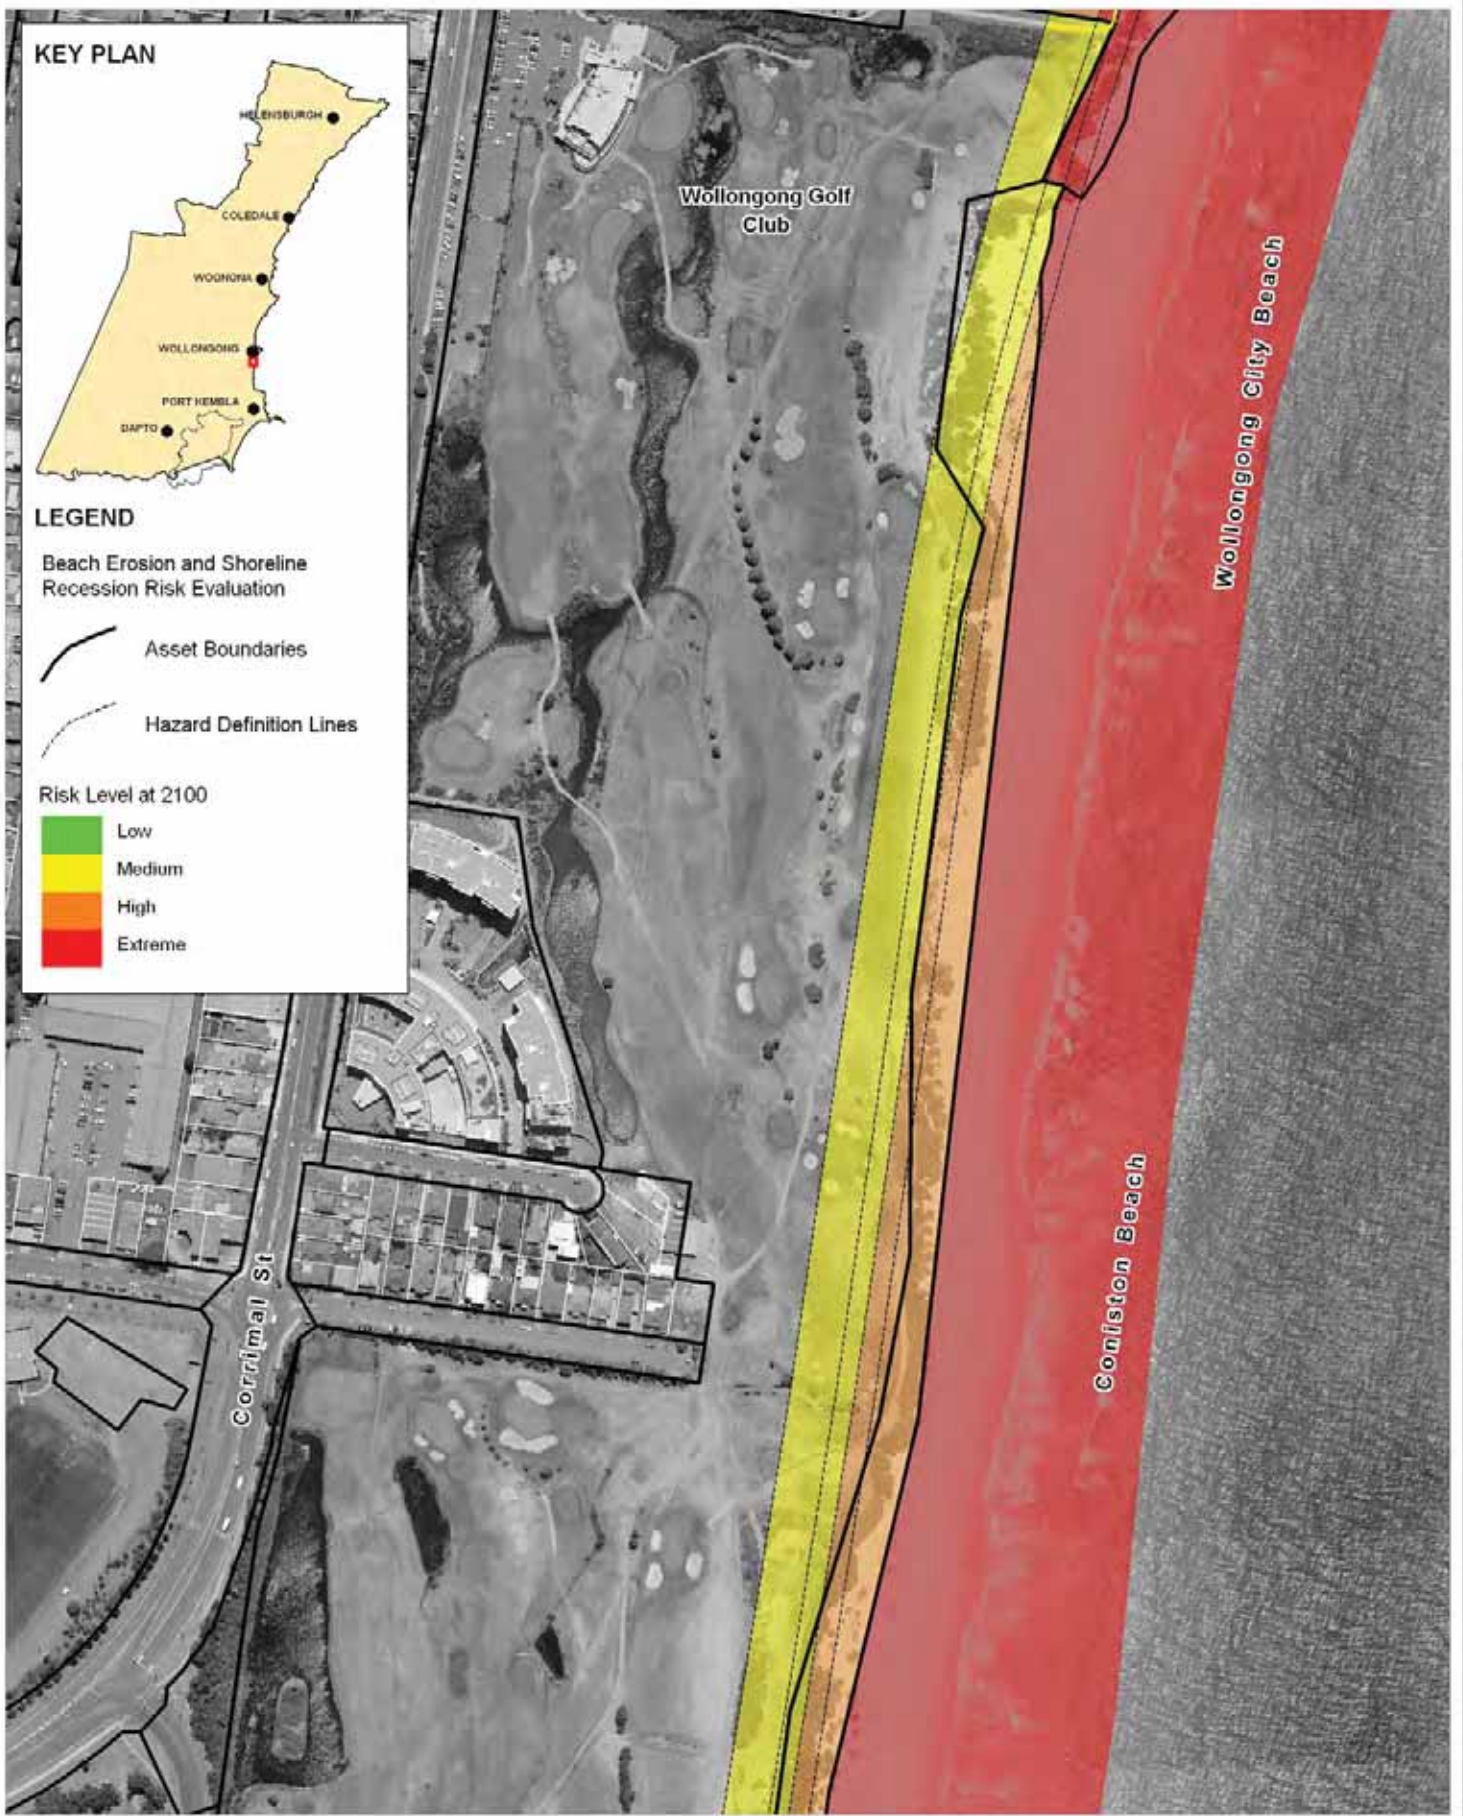 KEY PLAN
HELENSBURGH
COLEDALE
WOONONA
WOLLONGONG
PORT KEMBLA
DAPTO
LEGEND
Beach Erosion and Shoreline
Recession Risk Evaluation
Asset Boundaries
Hazard Definition Lines
Risk Level at 2100
Low
Medium
High
Extreme
Wollongong Golf
Club
Wollongong City Beach
Coniston Beach
Corrimal St